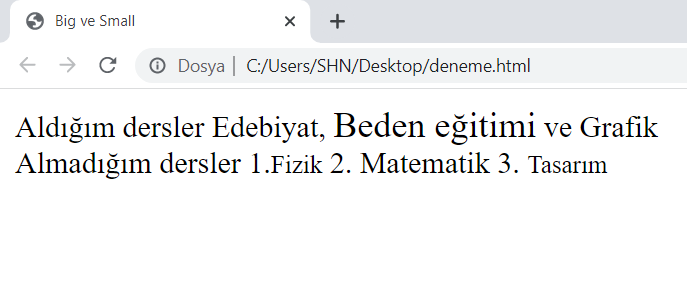 Big ve Small
Dosya | C:/Users/SHN/Desktop/deneme.html
Aldığım dersler Edebiyat, Beden eğitimi ve Grafik
Almadığım dersler 1.Fizik 2. Matematik 3. Tasarım